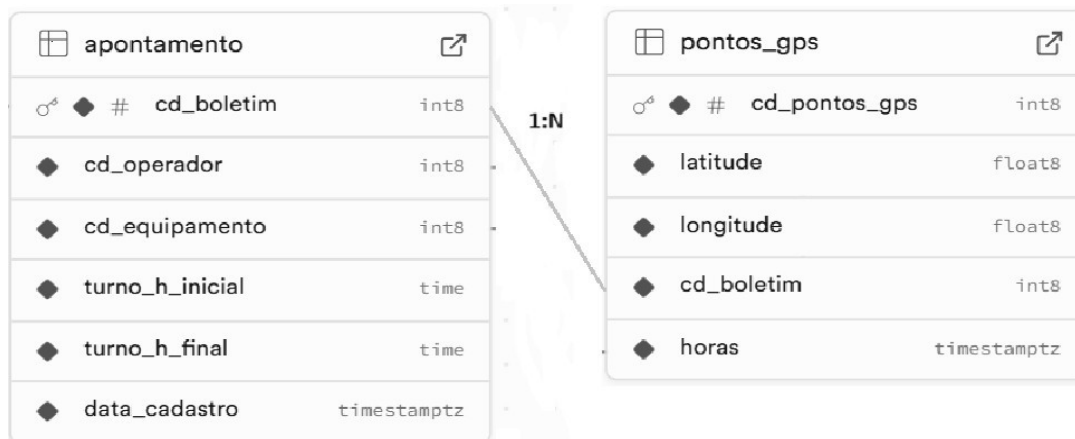 apontamento
# cd_boletim int8
cd_operador int8
cd_equipamento int8
turno_h_inicial time
turno_h_final time
data_cadastro timestamptz
1:N
pontos_gps
# cd_pontos_gps int8
latitude float8
longitude float8
cd_boletim int8
horas timestamptz